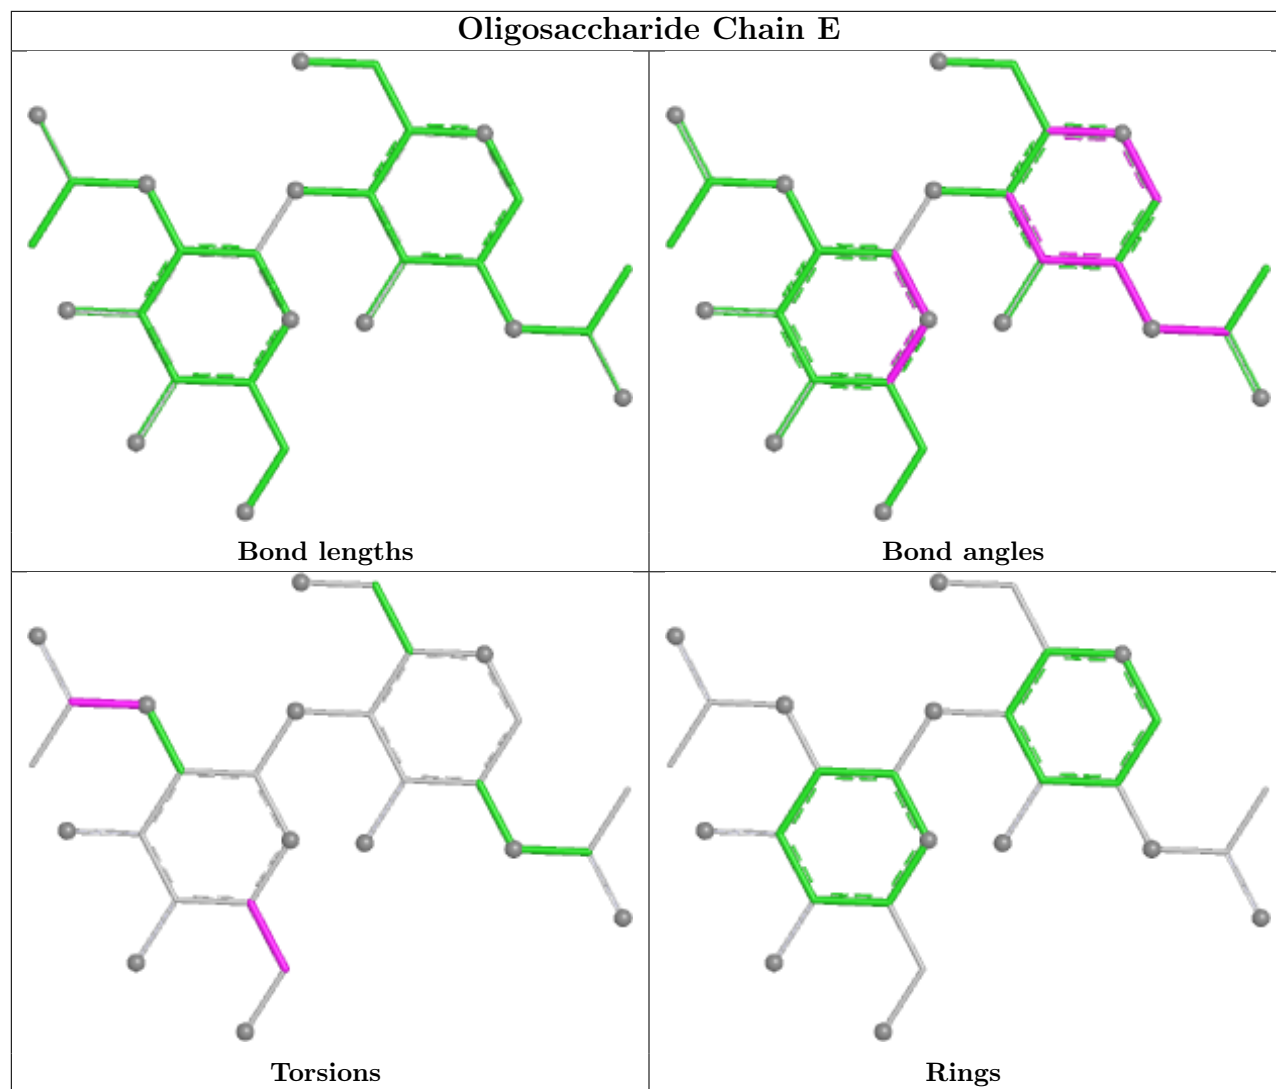 Oligosaccharide Chain E
Bond lengths
Bond angles
Torsions
Rings